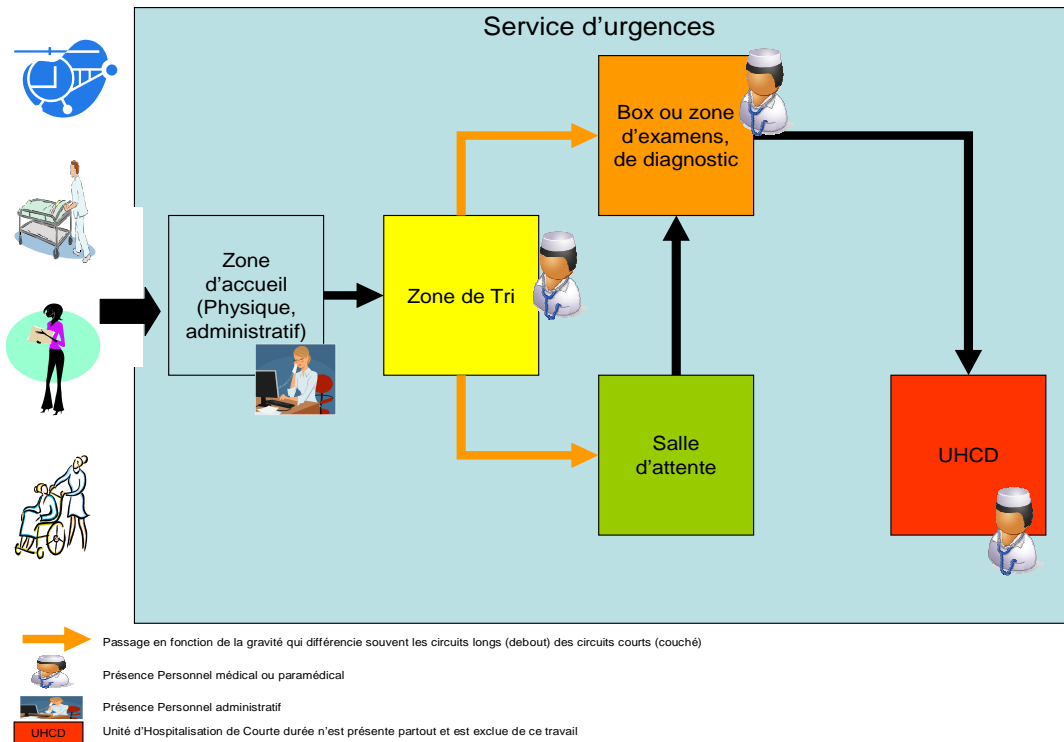 Service d'urgences
Box ou zone
d'examens,
de diagnostic
Zone
d'accueil
(Physique,
administratif)
Zone de Tri
Salle
d'attente
UHCD
Passage en fonction de la gravité qui différencie souvent les circuits longs (debout) des circuits courts (couché)
Présence Personnel médical ou paramédical
Présence Personnel administratif
UHCD
Unité d'Hospitalisation de Courte durée n'est présente partout et est exclue de ce travail